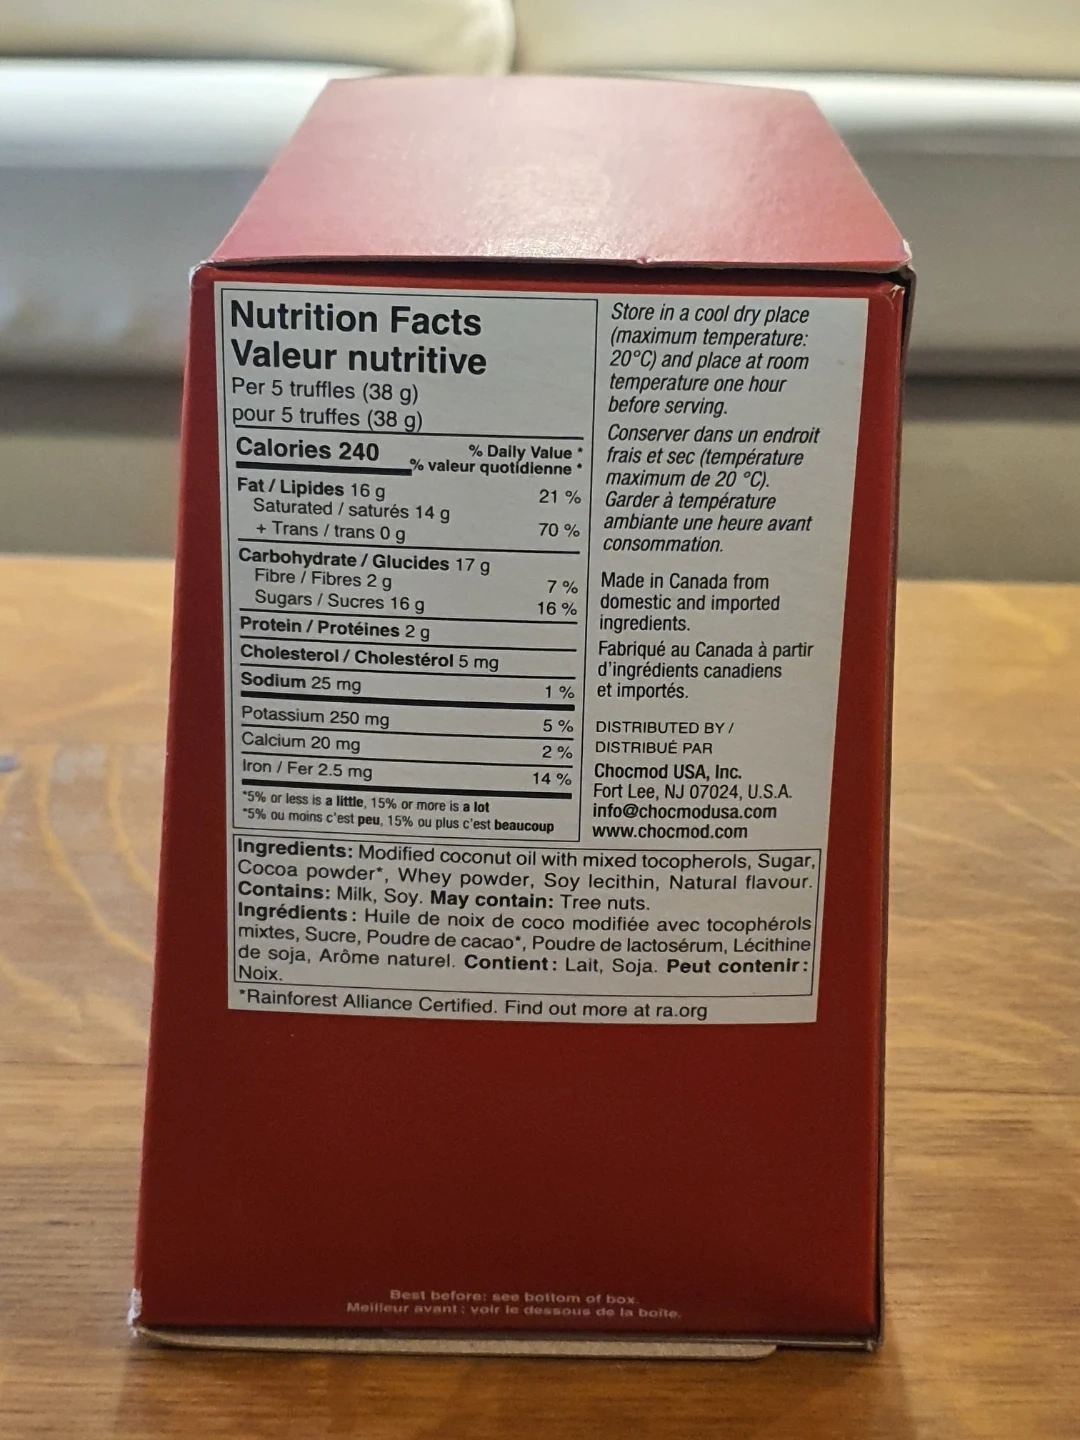 Nutrition Facts
Valeur nutritive
Per 5 truffles (38 g)
pour 5 truffes (38 g)
Calories 240
% Daily Value *
% valeur quotidienne *
Fat / Lipides 16 g 21 %
Saturated / saturés 14 g
+ Trans / trans 0 g 70 %
Carbohydrate / Glucides 17 g
Fibre / Fibres 2 g 7 %
Sugars / Sucres 16 g 16 %
Protein / Protéines 2 g
Cholesterol / Cholestérol 5 mg
Sodium 25 mg 1 %
Potassium 250 mg 5 %
Calcium 20 mg 2 %
Iron / Fer 2.5 mg 14 %
*5% or less is a little, 15% or more is a lot
*5% ou moins c'est peu, 15% ou plus c'est beaucoup
Store in a cool dry place
(maximum temperature:
20°C) and place at room
temperature one hour
before serving.
Conserver dans un endroit
frais et sec (température
maximum de 20 °C).
Garder à température
ambiante une heure avant
consommation.
Made in Canada from
domestic and imported
ingredients.
Fabriqué au Canada à partir
d'ingrédients canadiens
et importés.
DISTRIBUTED BY /
DISTRIBUÉ PAR
Chocmod USA, Inc.
Fort Lee, NJ 07024, U.S.A.
info@chocmodusa.com
www.chocmod.com
Ingredients: Modified coconut oil with mixed tocopherols, Sugar,
Cocoa powder*, Whey powder, Soy lecithin, Natural flavour.
Contains: Milk, Soy. May contain: Tree nuts.
Ingrédients : Huile de noix de coco modifiée avec tocophérols
mixtes, Sucre, Poudre de cacao*, Poudre de lactosérum, Lécithine
de soja, Arôme naturel. Contient : Lait, Soja. Peut contenir :
Noix.
*Rainforest Alliance Certified. Find out more at ra.org
Best before: see bottom of box.
Meilleur avant : voir le dessous de la boîte.